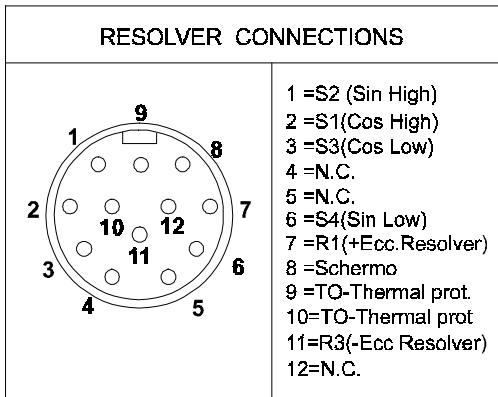 RESOLVER CONNECTIONS
9
1
8
2
10
12
7
11
3
6
4
5
1 =S2 (Sin High)
2 =S1(Cos High)
3 =S3(Cos Low)
4 =N.C.
5 =N.C.
6 =S4(Sin Low)
7 =R1(+Ecc.Resolver)
8 =Schermo
9 =TO-Thermal prot.
10=TO-Thermal prot
11=R3(-Ecc Resolver)
12=N.C.